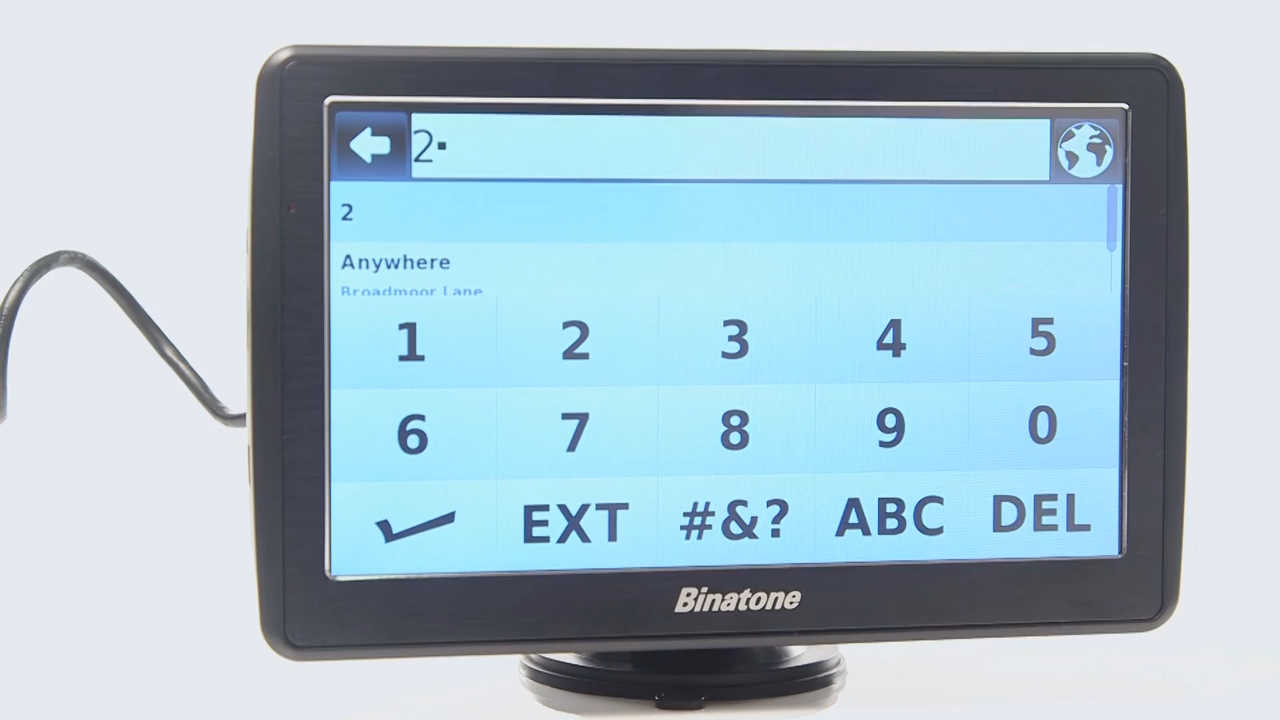 2
2
Anywhere
Broadmoor Lane
1 2 3 4 5
6 7 8 9 0
EXT #&? ABC DEL
Binatone